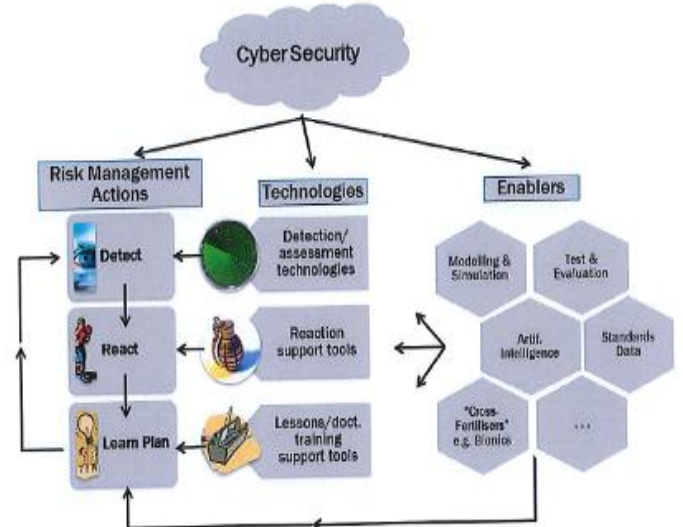 Cyber Security
Risk Management
Actions
Technologies
Enablers
Detect
Detection/
assessment
technologies
React
Reaction
support tools
Learn Plan
Lessons/doct.
training
support tools
Modelling &
Simulation
Test &
Evaluation
Artif.
Intelligence
Standards
Data
"Cross-
Fertilisers"
e.g. Bionics
...